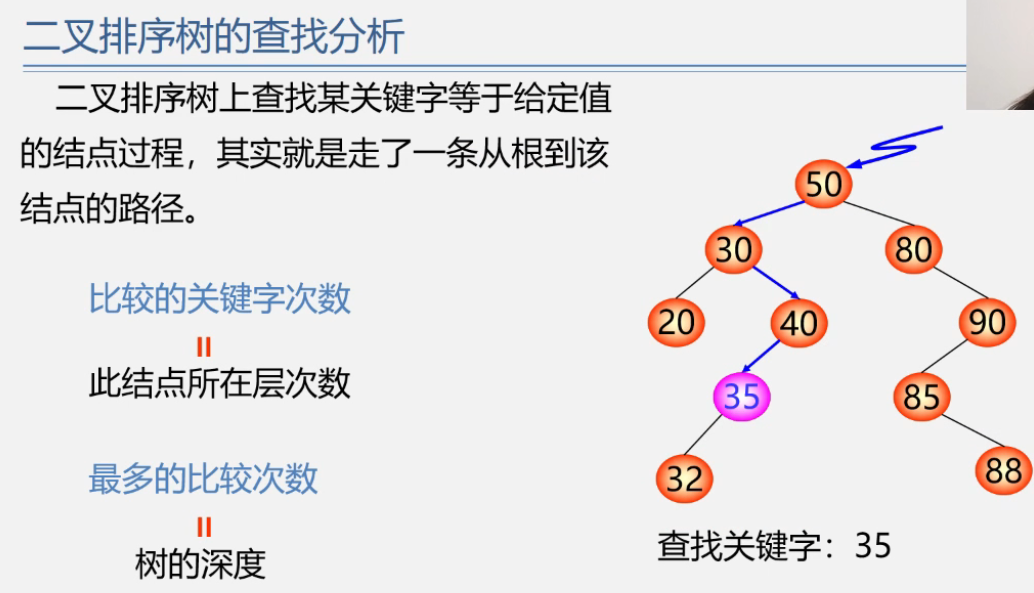 二叉排序树的查找分析
二叉排序树上查找某关键字等于给定值
的结点过程，其实就是走了一条从根到该
结点的路径。
比较的关键字次数
=
此结点所在层次数
最多的比较次数
=
树的深度
50
30
80
20
40
90
35
85
32
88
查找关键字：35